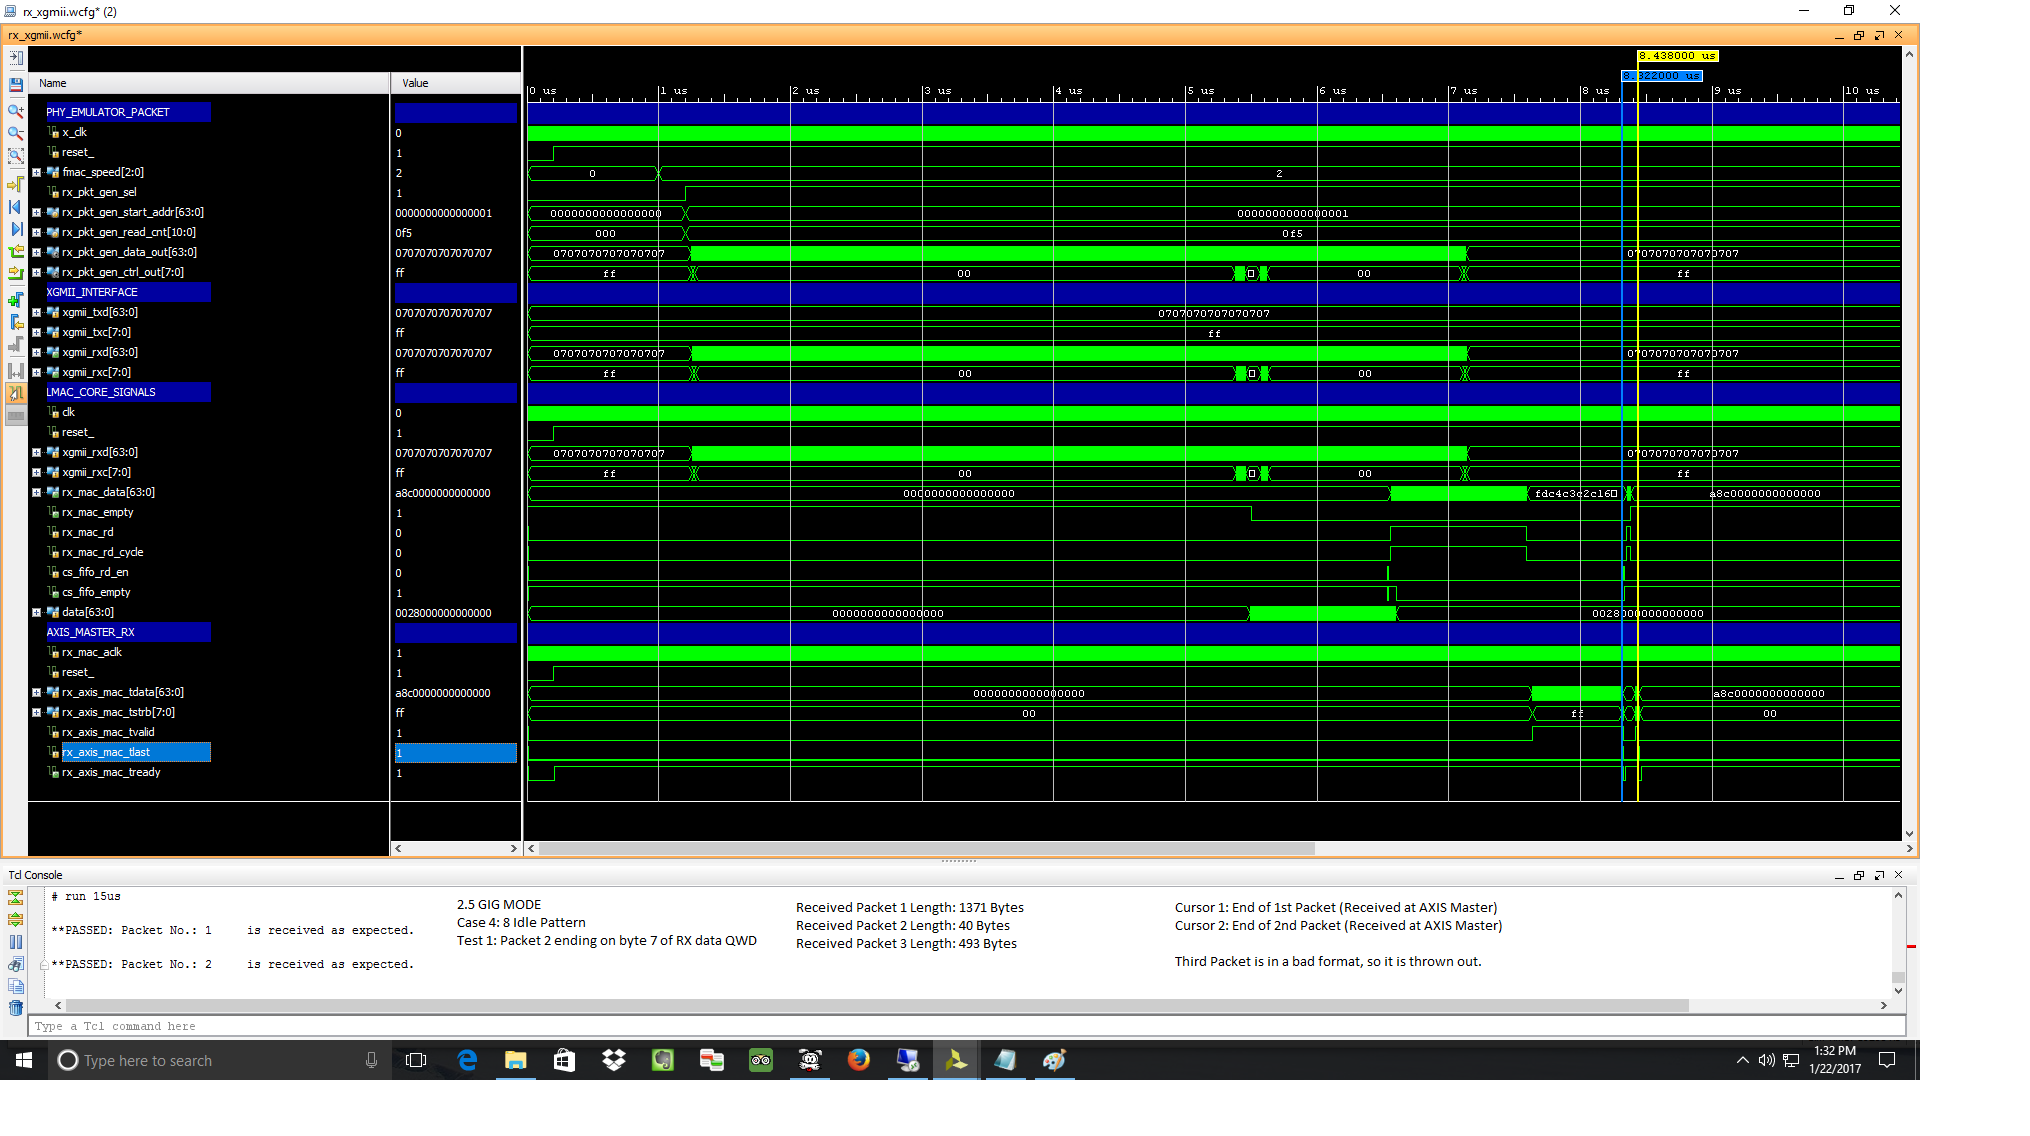 rx_xgmii.wcfg* (2)
rx_xgmii.wcfg*
8.438000 us
8.322000 us
Name Value
0 us 1 us 2 us 3 us 4 us 5 us 6 us 7 us 8 us 9 us 10 us
PHY_EMULATOR_PACKET
x_clk 0
reset_ 1
fmac_speed[2:0] 2 0 2
rx_pkt_gen_sel 1
rx_pkt_gen_start_addr[63:0] 0000000000000001 0000000000000000 0000000000000001
rx_pkt_gen_read_cnt[10:0] 0f5 000 0f5
rx_pkt_gen_data_out[63:0] 0707070707070707 0707070707070707 0707070707070707
rx_pkt_gen_ctrl_out[7:0] ff ff 00 00 ff
XGMII_INTERFACE
xgmii_txd[63:0] 0707070707070707 0707070707070707
xgmii_txc[7:0] ff ff
xgmii_rxd[63:0] 0707070707070707 0707070707070707 0707070707070707
xgmii_rxc[7:0] ff ff 00 00 ff
LMAC_CORE_SIGNALS
clk 0
reset_ 1
xgmii_rxd[63:0] 0707070707070707 0707070707070707 0707070707070707
xgmii_rxc[7:0] ff ff 00 00 ff
rx_mac_data[63:0] a8c0000000000000 0000000000000000 fdc4c3c2c16 a8c0000000000000
rx_mac_empty 1
rx_mac_rd 0
rx_mac_rd_cycle 0
cs_fifo_rd_en 0
cs_fifo_empty 1
data[63:0] 0028000000000000 0000000000000000 0028000000000000
AXIS_MASTER_RX
rx_mac_aclk 1
reset_ 1
rx_axis_mac_tdata[63:0] a8c0000000000000 0000000000000000 a8c0000000000000
rx_axis_mac_tstrb[7:0] ff 00 ff 00
rx_axis_mac_tvalid 1
rx_axis_mac_tlast 1
rx_axis_mac_tready 1
Tcl Console
# run 15us
**PASSED: Packet No.: 1 is received as expected.
**PASSED: Packet No.: 2 is received as expected.
2.5 GIG MODE
Case 4: 8 Idle Pattern
Test 1: Packet 2 ending on byte 7 of RX data QWD
Received Packet 1 Length: 1371 Bytes
Received Packet 2 Length: 40 Bytes
Received Packet 3 Length: 493 Bytes
Cursor 1: End of 1st Packet (Received at AXIS Master)
Cursor 2: End of 2nd Packet (Received at AXIS Master)
Third Packet is in a bad format, so it is thrown out.
Type a Tcl command here
Type here to search
1:32 PM
1/22/2017